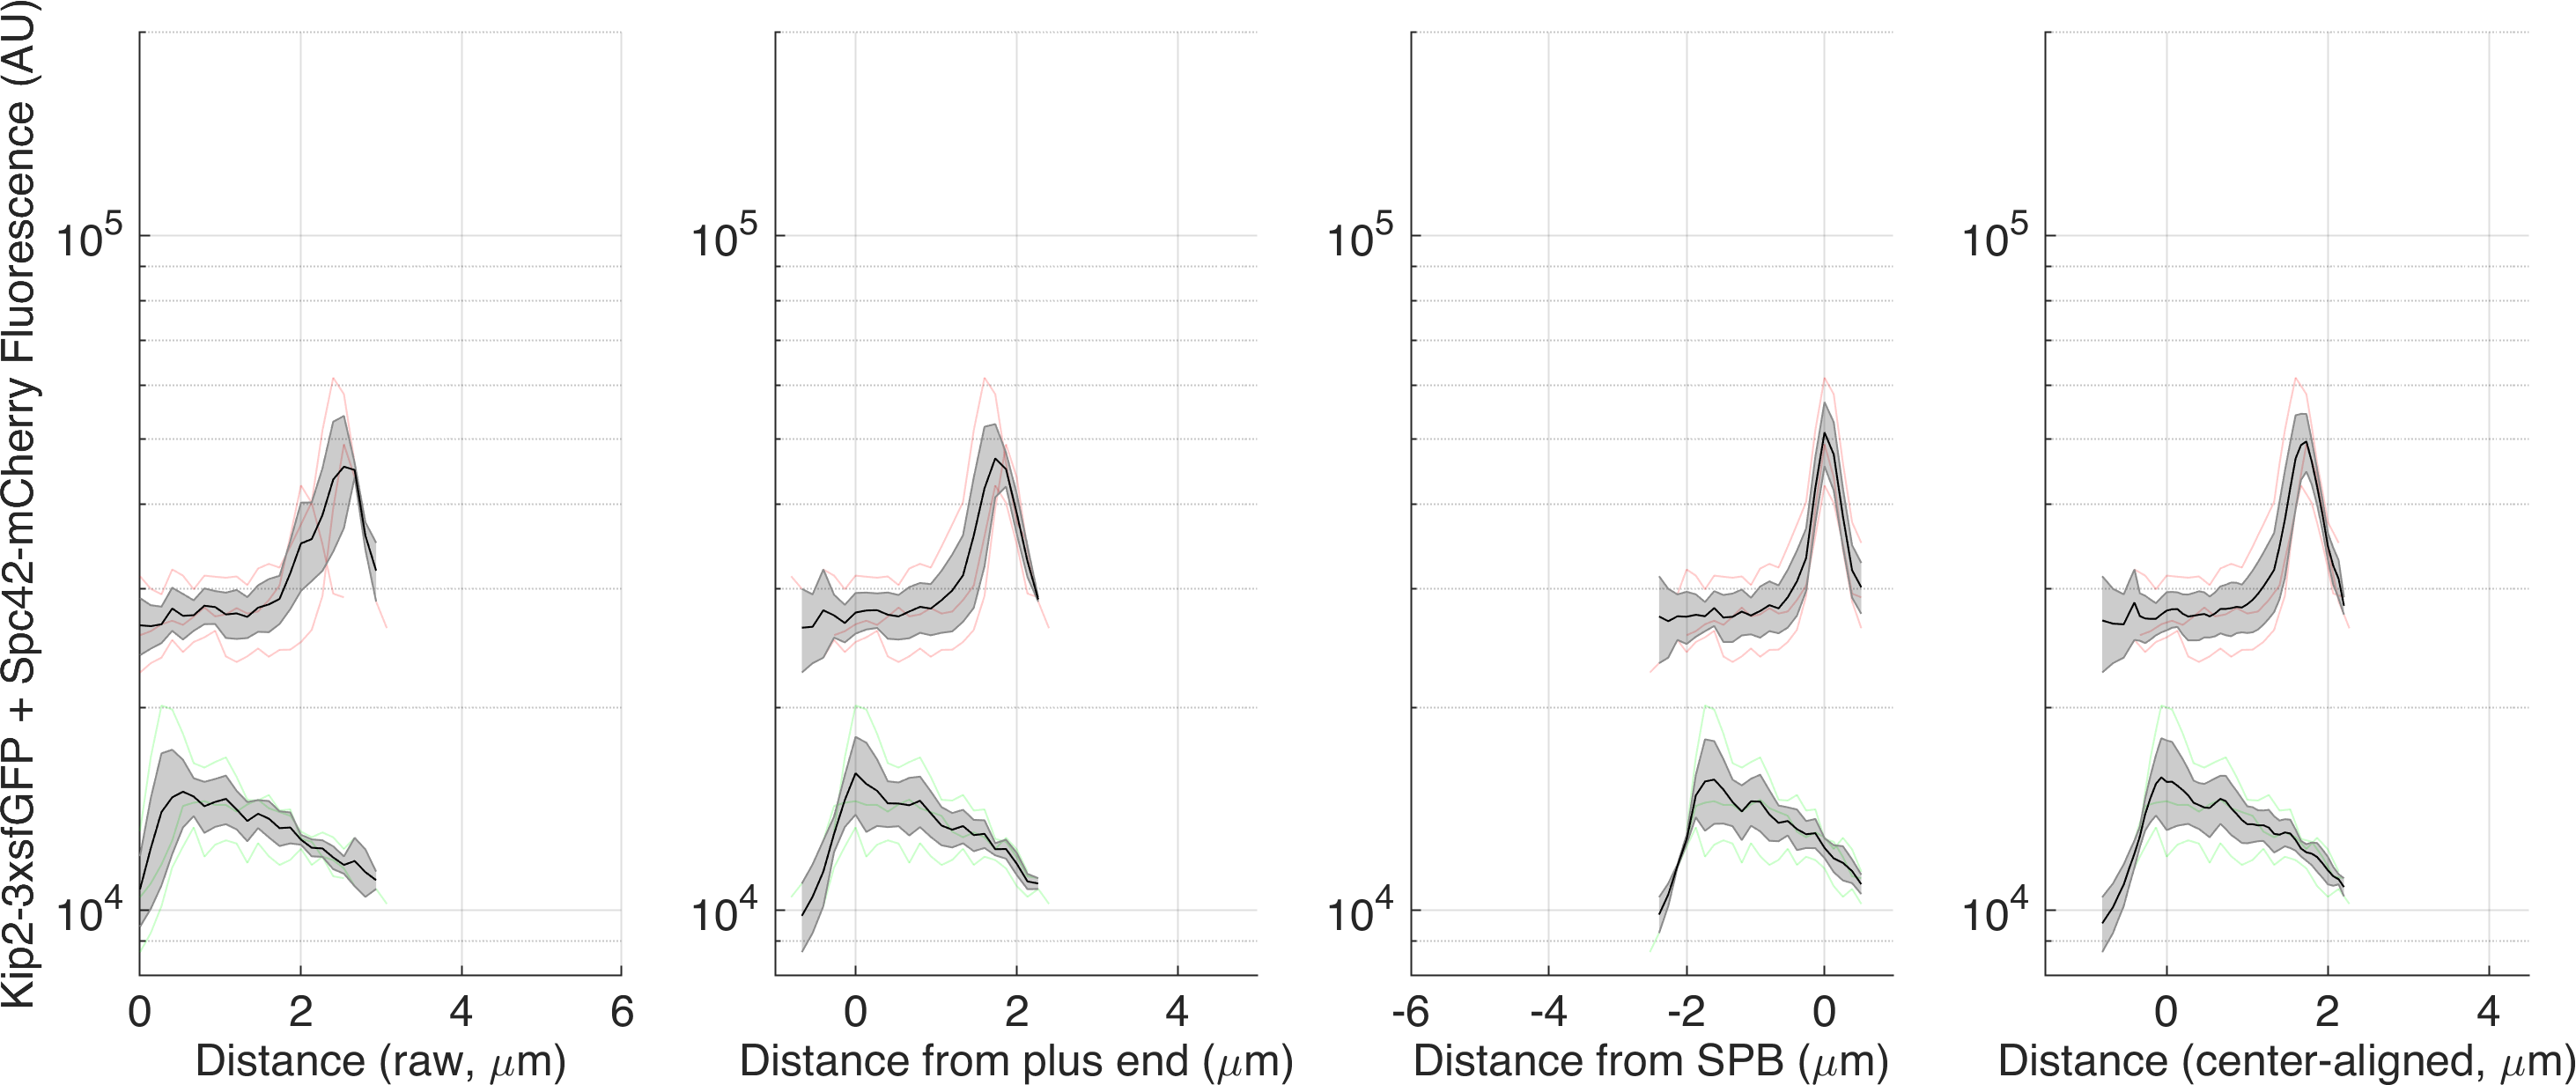 Kip2-3xsfGFP + Spc42-mCherry Fluorescence (AU)
10^5
10^4
0 2 4 6
Distance (raw, μm)
10^5
10^4
0 2 4
Distance from plus end (μm)
10^5
10^4
-6 -4 -2 0
Distance from SPB (μm)
10^5
10^4
0 2 4
Distance (center-aligned, μm)